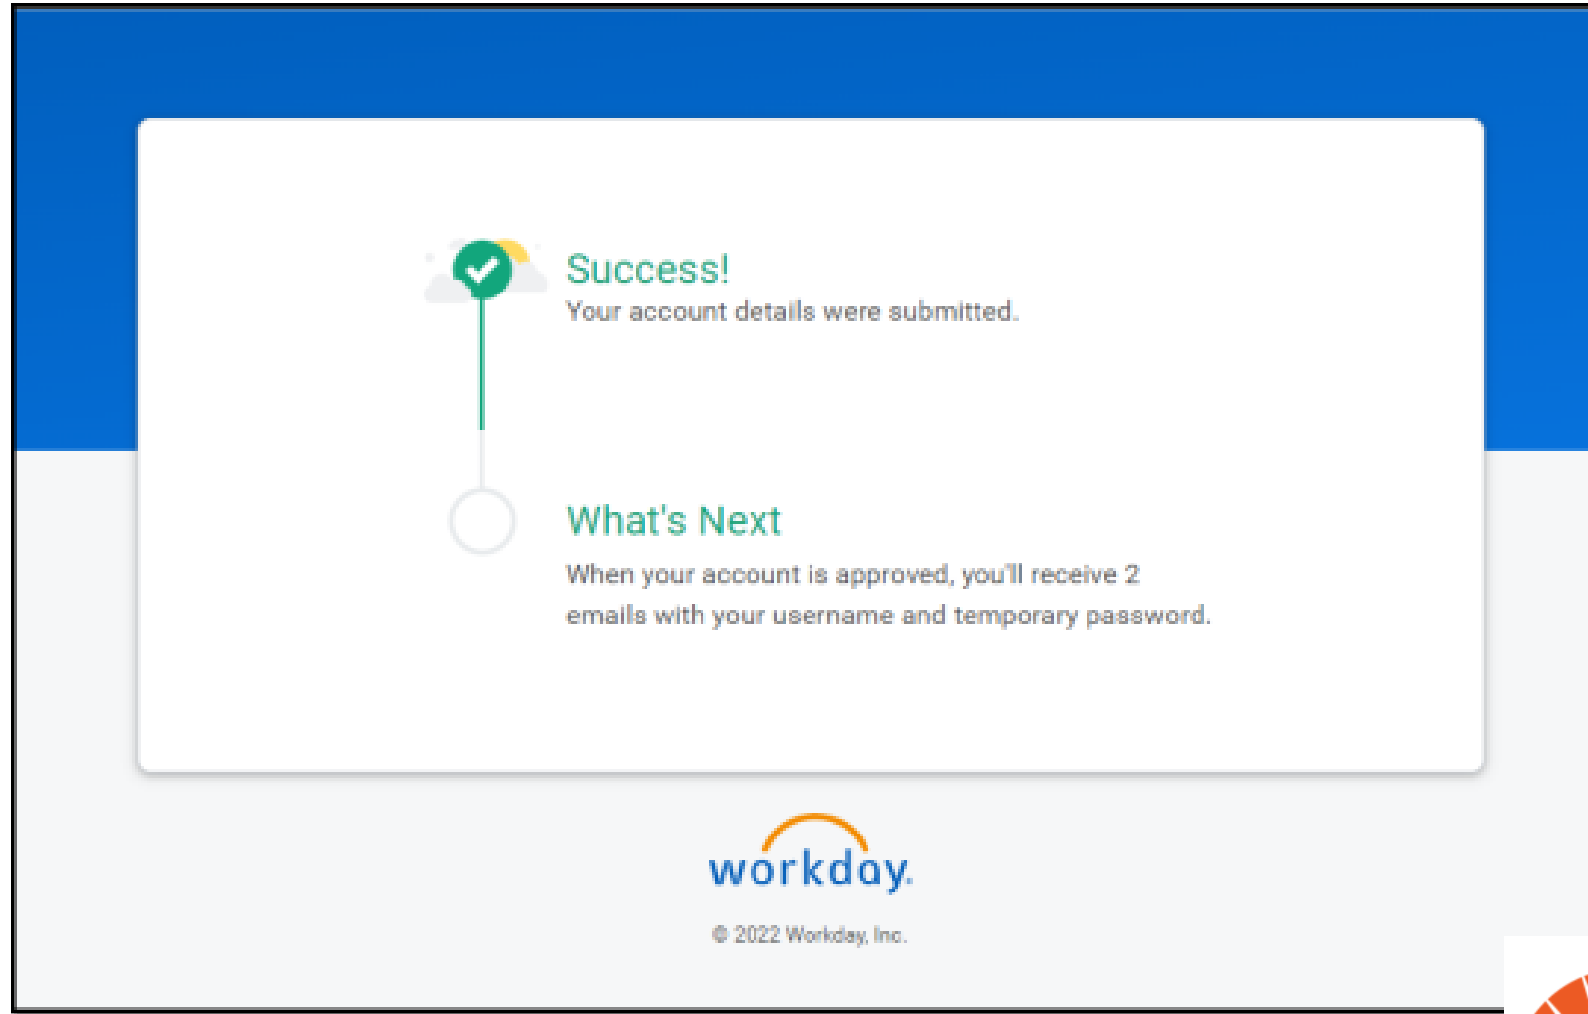 Success!
Your account details were submitted.
What's Next
When your account is approved, you'll receive 2
emails with your username and temporary password.
workday.
© 2022 Workday, Inc.